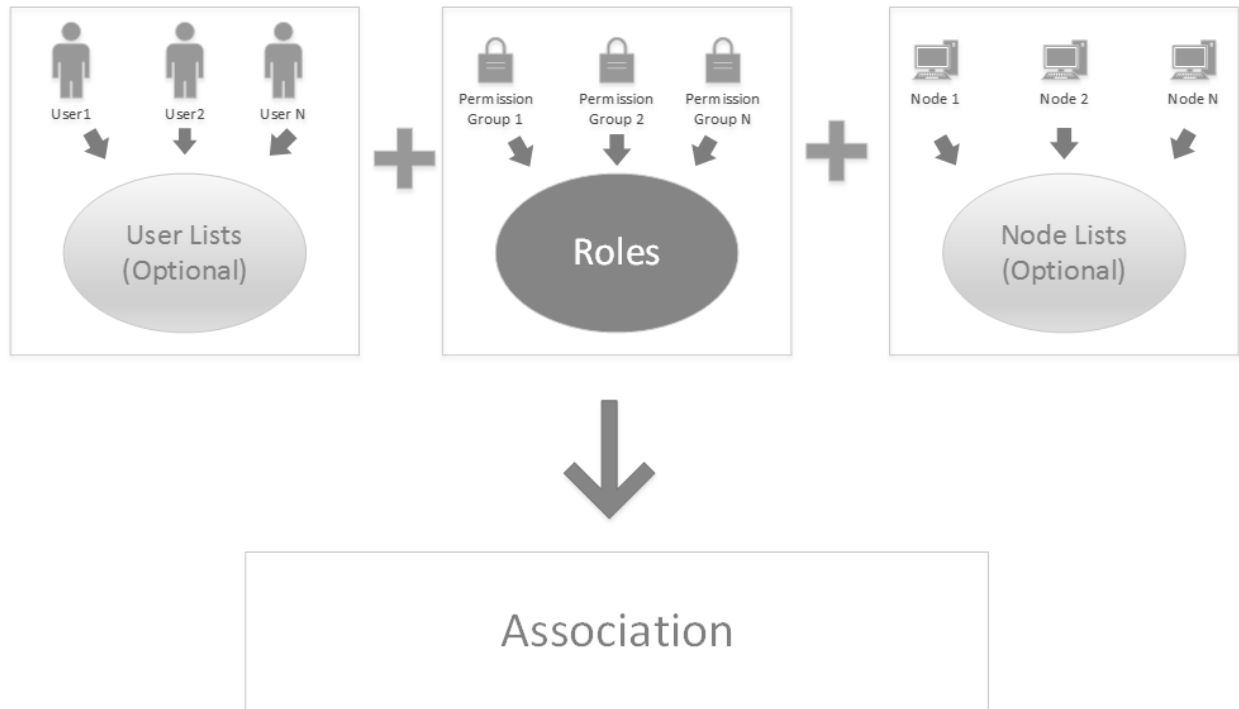 User1
User2
User N
User Lists
(Optional)
Permission
Group 1
Permission
Group 2
Permission
Group N
Roles
Node 1
Node 2
Node N
Node Lists
(Optional)
Association